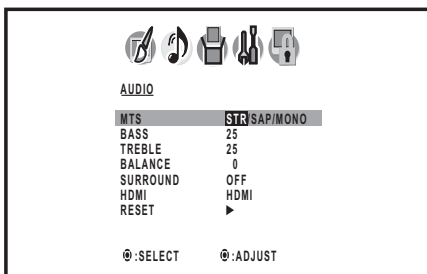 AUDIO
MTS STR/SAP/MONO
BASS 25
TREBLE 25
BALANCE 0
SURROUND OFF
HDMI HDMI
RESET ▶
:SELECT :ADJUST